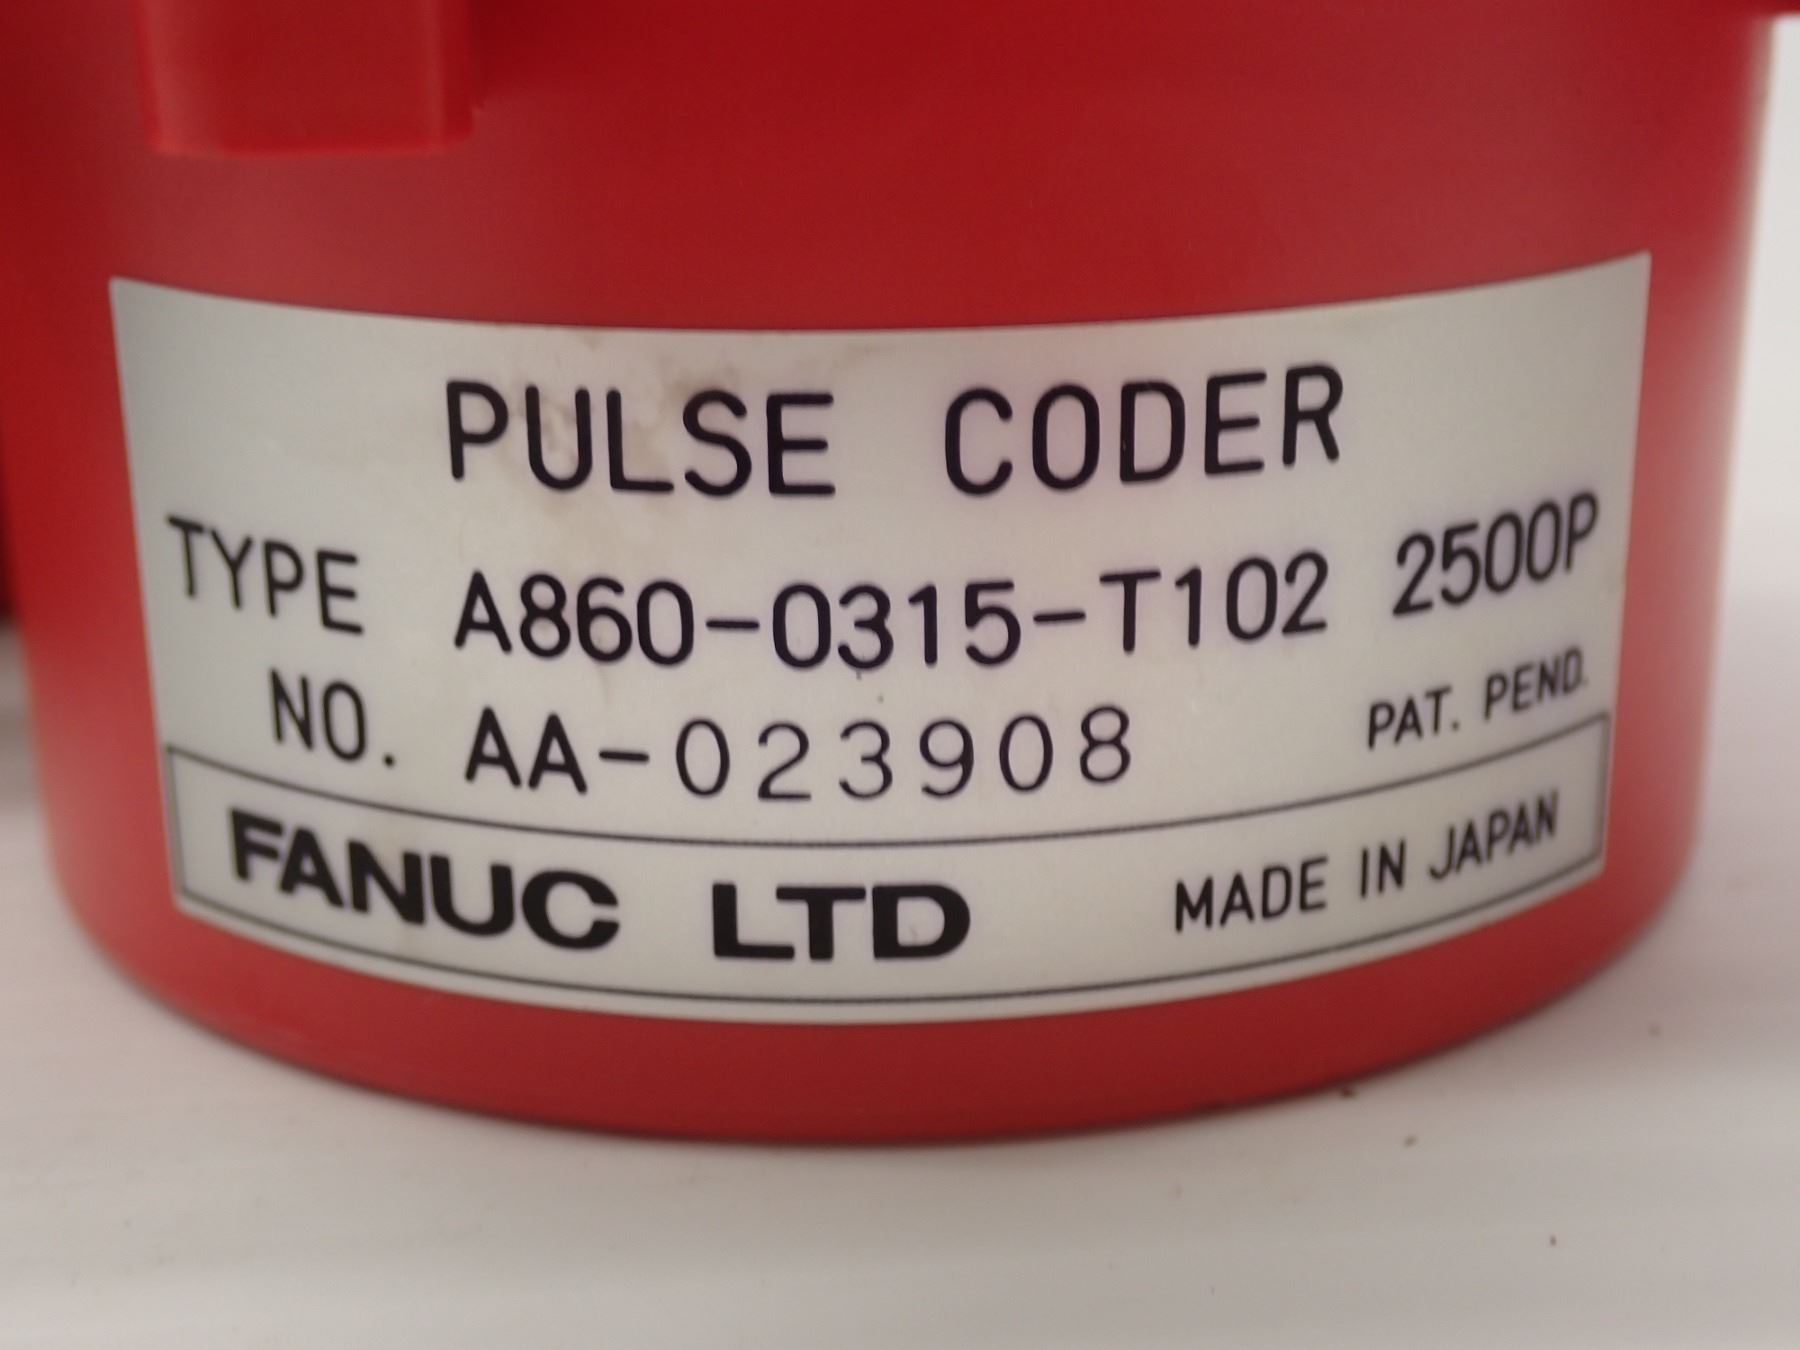 PULSE CODER
TYPE A860-0315-T102 2500P
NO. AA-023908 PAT. PEND.
FANUC LTD MADE IN JAPAN